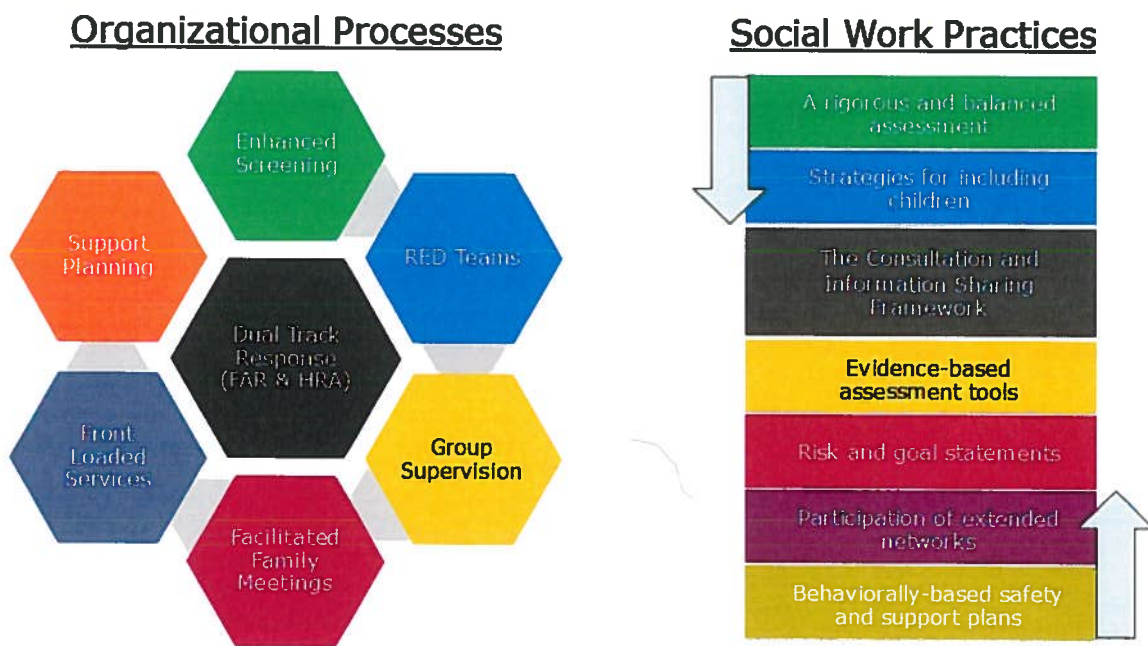 Organizational Processes
Enhanced
Screening
RED Teams
Group
Supervision
Facilitated
Family
Meetings
Front
Loaded
Services
Support
Planning
Dual Track
Response
(FAR & HRA)
Social Work Practices
A rigorous and balanced
assessment
Strategies for including
children
The Consultation and
Information Sharing
Framework
Evidence-based
assessment tools
Risk and goal statements
Participation of extended
networks
Behaviorally-based safety
and support plans